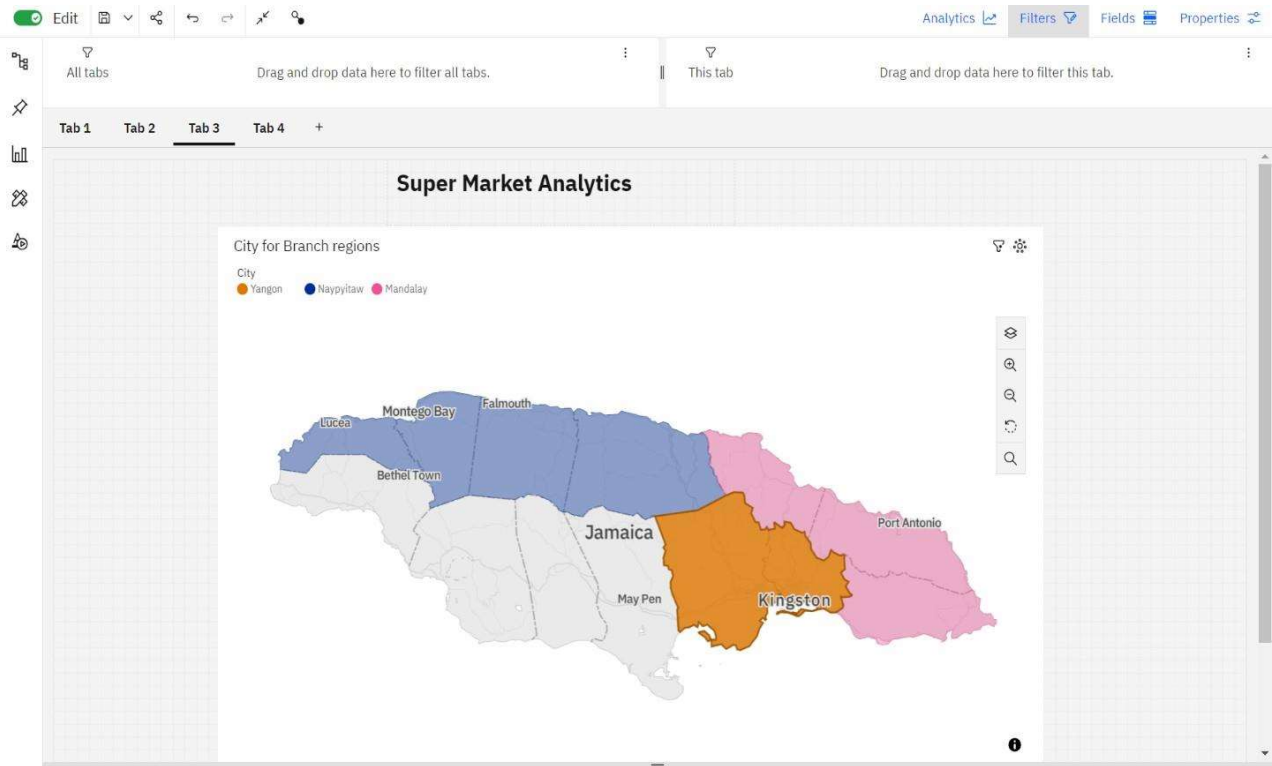 Edit
Analytics
Filters
Fields
Properties
All tabs
Drag and drop data here to filter all tabs.
This tab
Drag and drop data here to filter this tab.
Tab 1 Tab 2 Tab 3 Tab 4 +
Super Market Analytics
City for Branch regions
City
Yangon Naypyitaw Mandalay
Lucea
Montego Bay
Falmouth
Bethel Town
Jamaica
Port Antonio
May Pen
Kingston